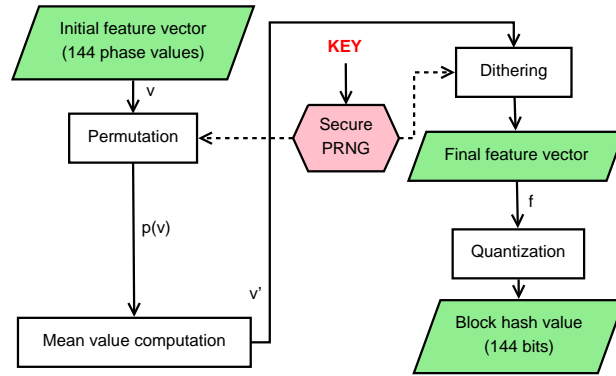 Initial feature vector
(144 phase values)
v
Permutation
p(v)
Mean value computation
v'
KEY
Secure
PRNG
Dithering
Final feature vector
f
Quantization
Block hash value
(144 bits)